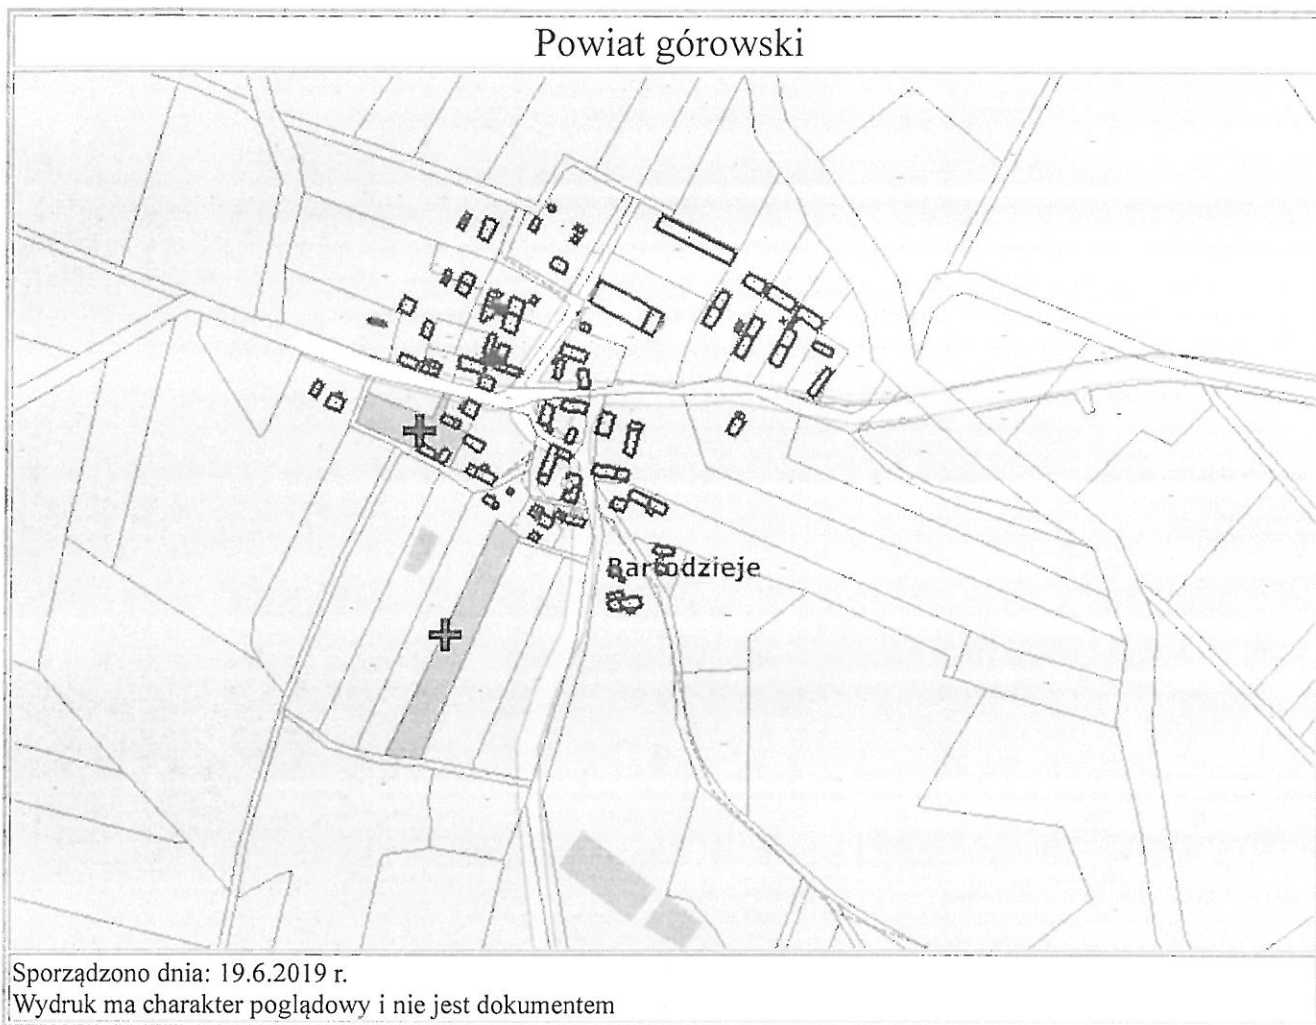 Powiat górowski
Bartodzieje
Sporządzono dnia: 19.6.2019 r.
Wydruk ma charakter poglądowy i nie jest dokumentem